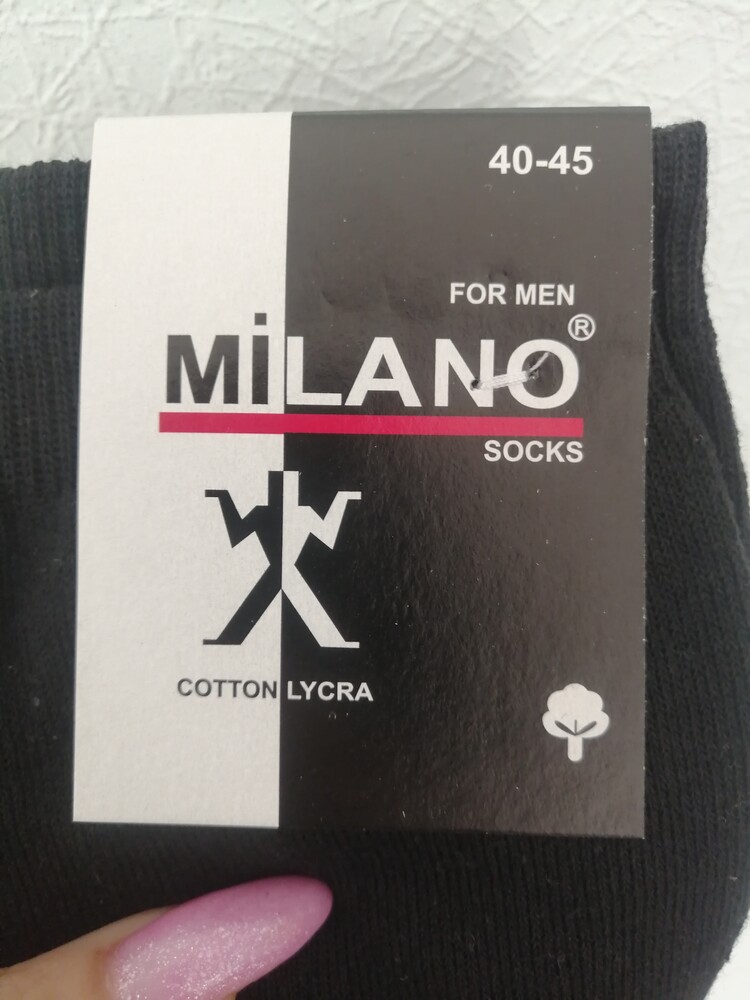 40-45
FOR MEN
MiLANO®
SOCKS
COTTON LYCRA